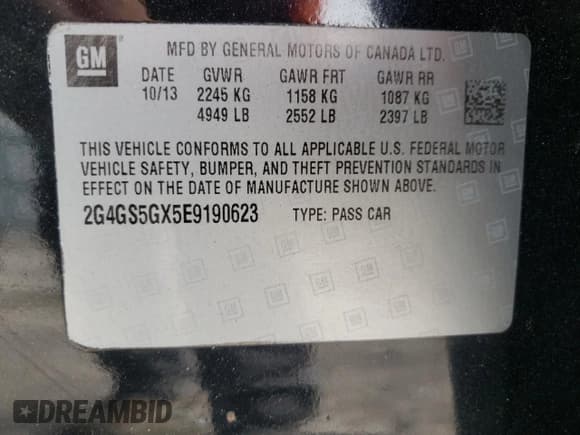 GM
MFD BY GENERAL MOTORS OF CANADA LTD.
DATE GVWR GAWR FRT GAWR RR
10/13 2245 KG 1158 KG 1087 KG
4949 LB 2552 LB 2397 LB
THIS VEHICLE CONFORMS TO ALL APPLICABLE U.S. FEDERAL MOTOR
VEHICLE SAFETY, BUMPER, AND THEFT PREVENTION STANDARDS IN
EFFECT ON THE DATE OF MANUFACTURE SHOWN ABOVE.
2G4GS5GX5E9190623 TYPE: PASS CAR
DREAMBID